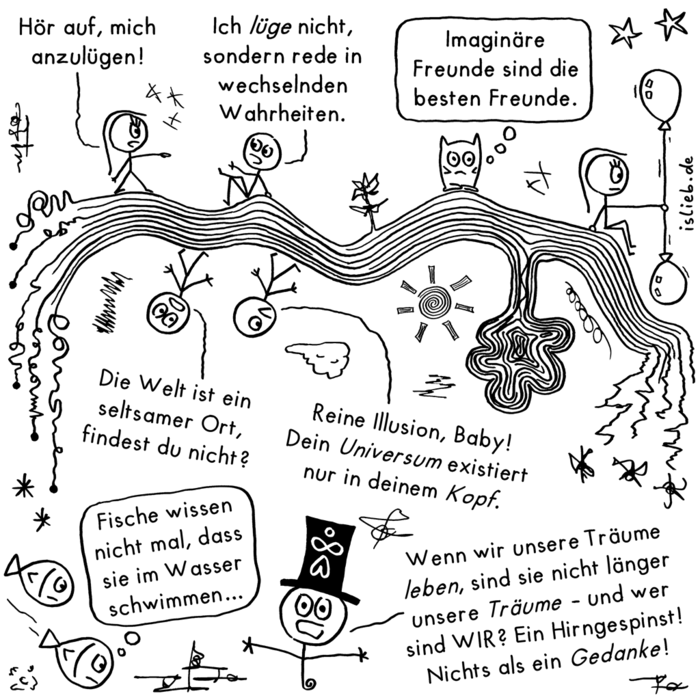 Hör auf, mich
anzulügen!
Ich lüge nicht,
sondern rede in
wechselnden
Wahrheiten.
Imaginäre
Freunde sind die
besten Freunde.
islieb.de
Die Welt ist ein
seltsamer Ort,
findest du nicht?
Reine Illusion, Baby!
Dein Universum existiert
nur in deinem Kopf.
Fische wissen
nicht mal, dass
sie im Wasser
schwimmen...
Wenn wir unsere Träume
leben, sind sie nicht länger
unsere Träume - und wer
sind WIR? Ein Hirngespinst!
Nichts als ein Gedanke!